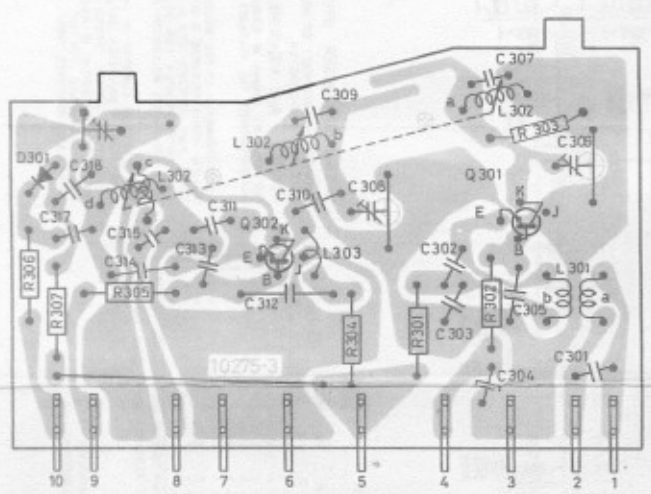 C307
a
L302
C309
L302
b
R303
C306
D301
C318
c
L302
d
C310
C308
Q301
K
E
J
B
C317
C311
Q302
K
E
J
B
L303
C315
C313
C314
C302
L301
b
a
R306
R307
R305
C312
R304
R301
C303
R302
C305
10275-3
C304
C301
10
9
8
7
6
5
4
3
2
1